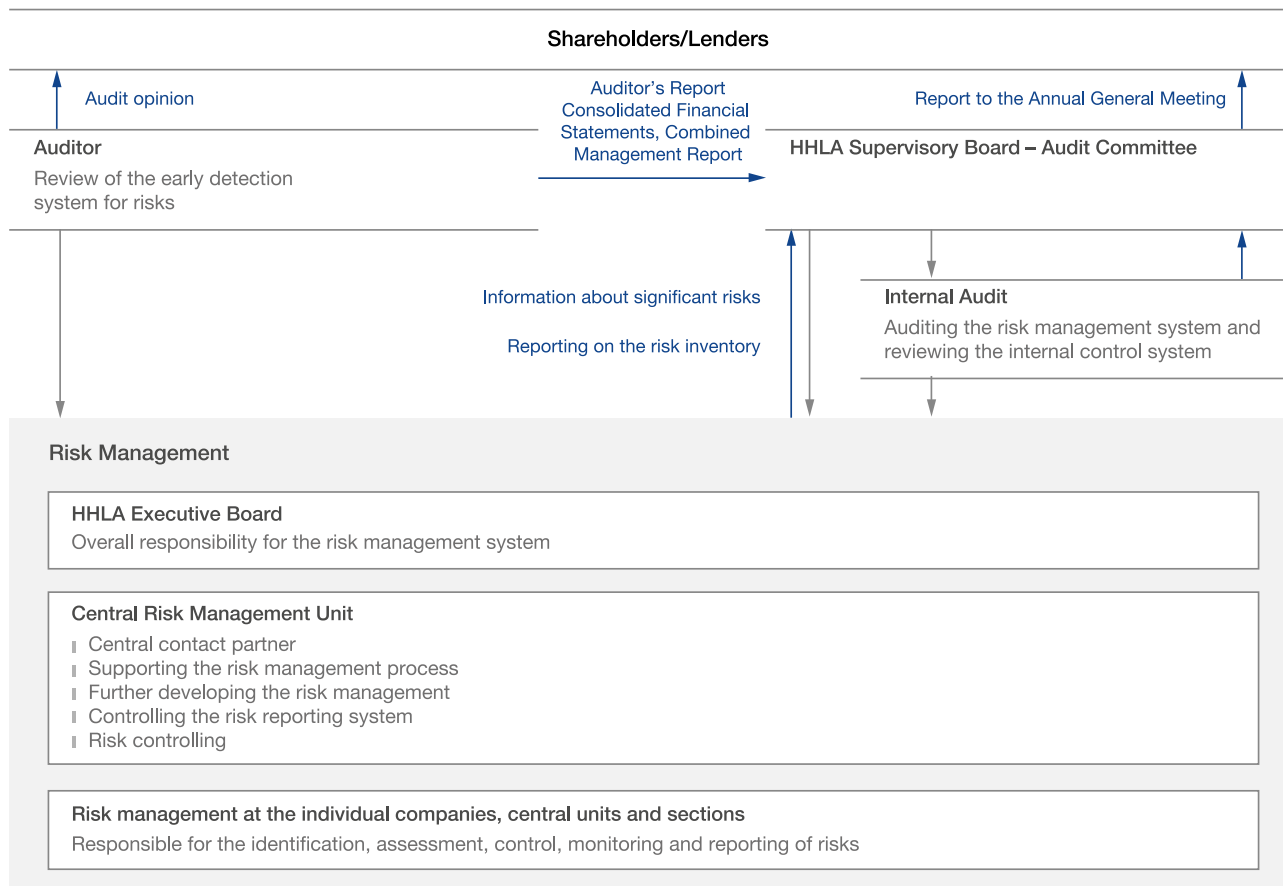 Shareholders/Lenders
Audit opinion
Auditor's Report
Consolidated Financial
Statements, Combined
Management Report
Report to the Annual General Meeting
Auditor
Review of the early detection
system for risks
HHLA Supervisory Board – Audit Committee
Information about significant risks
Reporting on the risk inventory
Internal Audit
Auditing the risk management system and
reviewing the internal control system
Risk Management
HHLA Executive Board
Overall responsibility for the risk management system
Central Risk Management Unit
Central contact partner
Supporting the risk management process
Further developing the risk management
Controlling the risk reporting system
Risk controlling
Risk management at the individual companies, central units and sections
Responsible for the identification, assessment, control, monitoring and reporting of risks